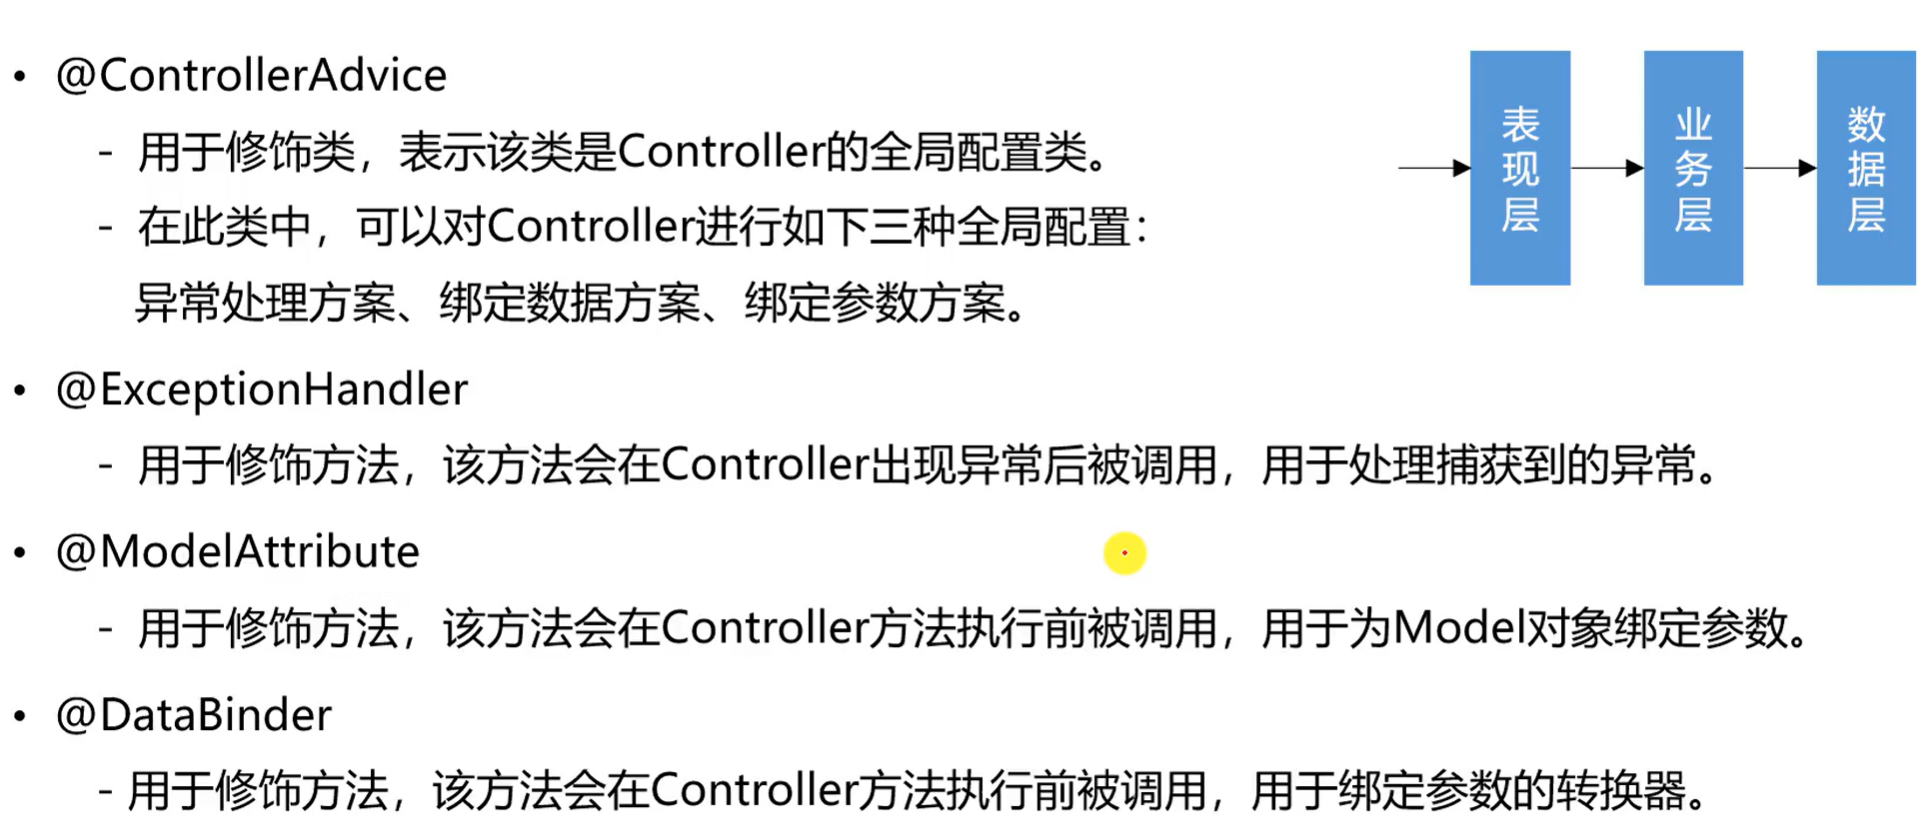 • @ControllerAdvice
- 用于修饰类，表示该类是Controller的全局配置类。
- 在此类中，可以对Controller进行如下三种全局配置：
异常处理方案、绑定数据方案、绑定参数方案。
• @ExceptionHandler
- 用于修饰方法，该方法会在Controller出现异常后被调用，用于处理捕获到的异常。
• @ModelAttribute
- 用于修饰方法，该方法会在Controller方法执行前被调用，用于为Model对象绑定参数。
• @DataBinder
- 用于修饰方法，该方法会在Controller方法执行前被调用，用于绑定参数的转换器。
表现层
业务层
数据层